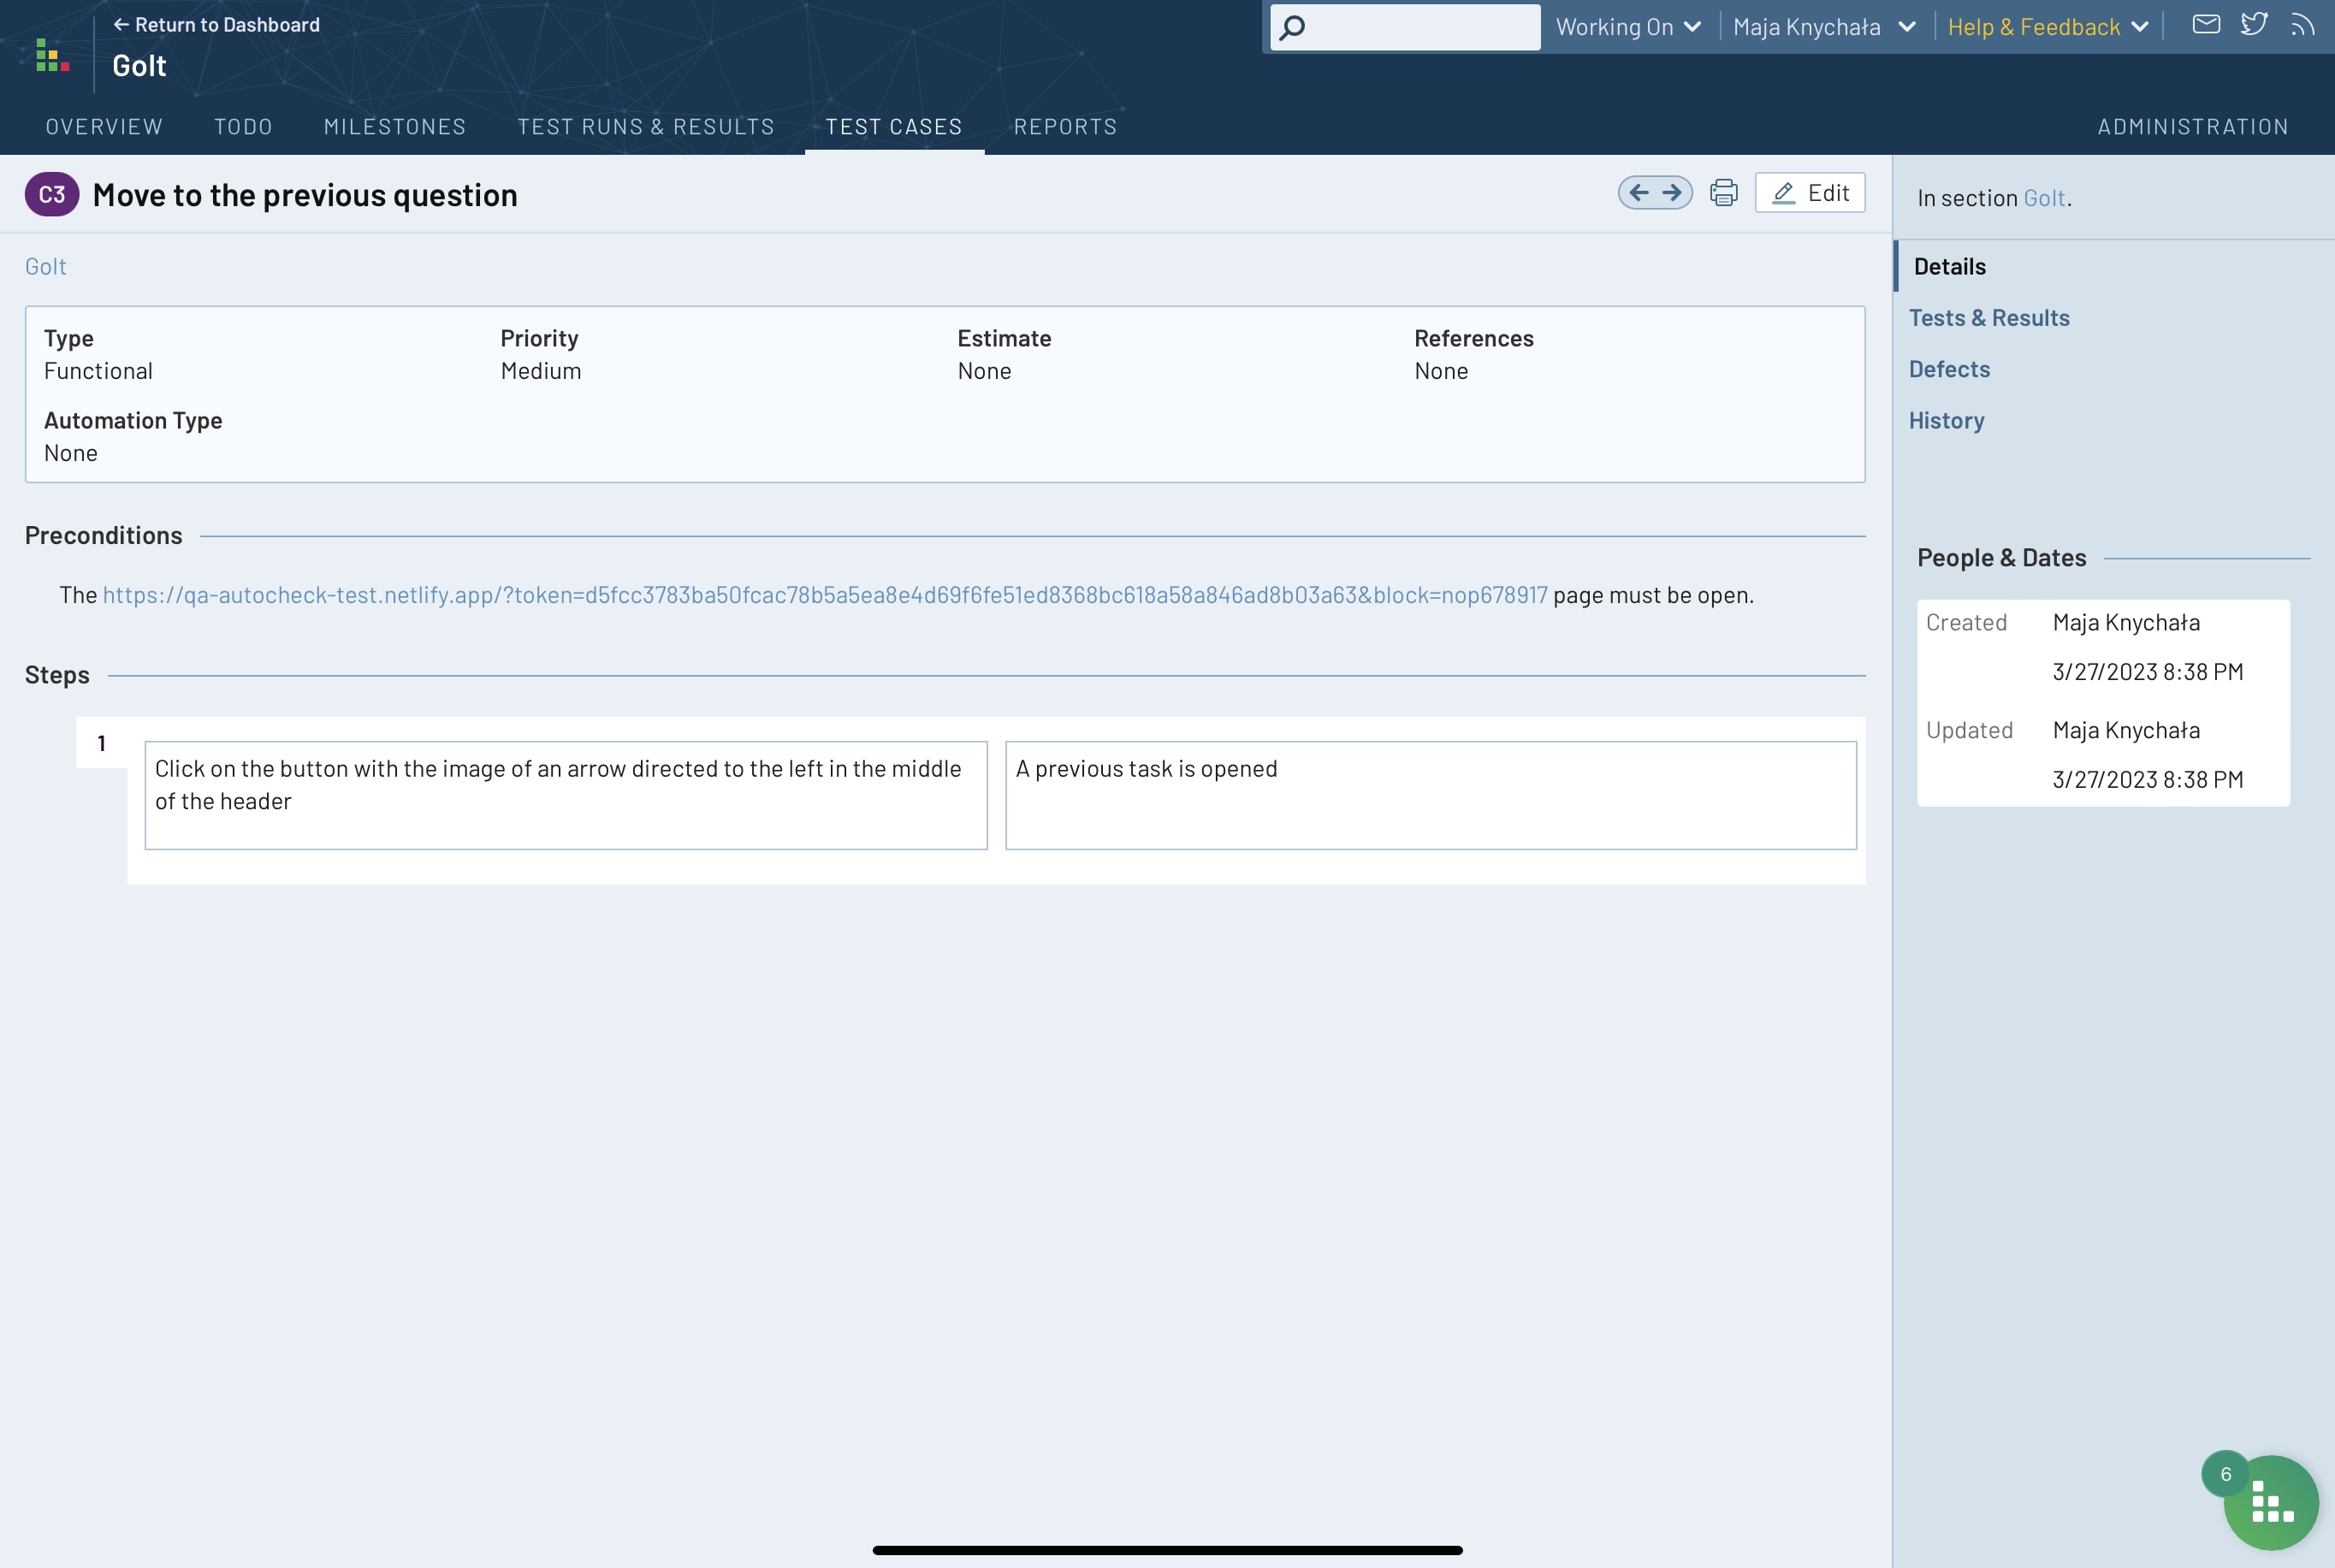 ← Return to Dashboard
GoIt
Working On
Maja Knychała
Help & Feedback
OVERVIEW
TODO
MILESTONES
TEST RUNS & RESULTS
TEST CASES
REPORTS
ADMINISTRATION
C3
Move to the previous question
Edit
GoIt
Type
Functional
Priority
Medium
Estimate
None
References
None
Automation Type
None
Preconditions
The https://qa-autocheck-test.netlify.app/?token=d5fcc3783ba50fcac78b5a5ea8e4d69f6fe51ed8368bc618a58a846ad8b03a63&block=nop678917 page must be open.
Steps
1
Click on the button with the image of an arrow directed to the left in the middle
of the header
A previous task is opened
In section GoIt.
Details
Tests & Results
Defects
History
People & Dates
Created
Maja Knychała
3/27/2023 8:38 PM
Updated
Maja Knychała
3/27/2023 8:38 PM
6